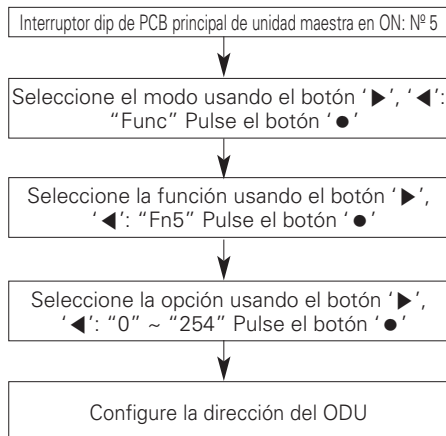 Interruptor dip de PCB principal de unidad maestra en ON: Nº 5
Seleccione el modo usando el botón ‘▶’, ‘◀’:
“Func” Pulse el botón ‘●’
Seleccione la función usando el botón ‘▶’,
‘◀’: “Fn5” Pulse el botón ‘●’
Seleccione la opción usando el botón ‘▶’,
‘◀’: “0” ~ “254” Pulse el botón ‘●’
Configure la dirección del ODU